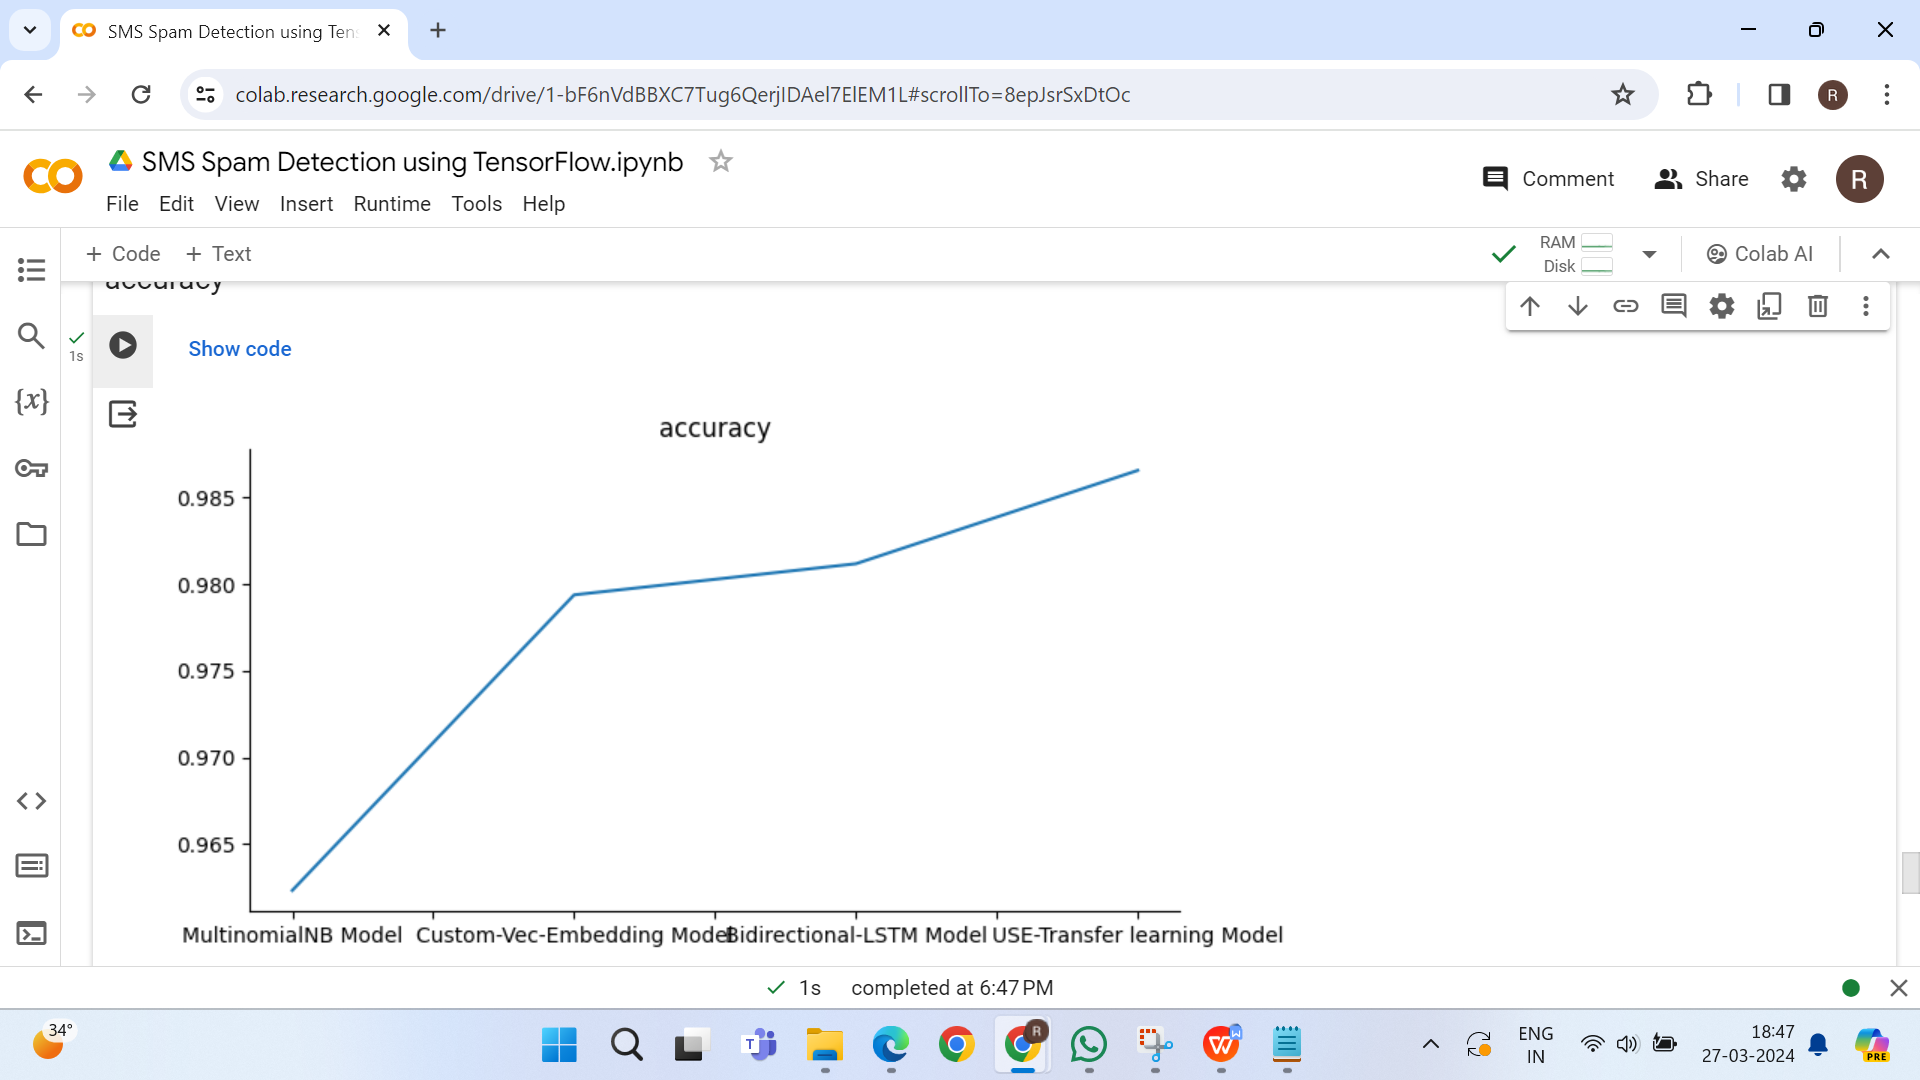 SMS Spam Detection using Ten
colab.research.google.com/drive/1-bF6nVdBBXC7Tug6QerjIDAel7ElEM1L#scrollTo=8epJsrSxDtOc
R
SMS Spam Detection using TensorFlow.ipynb
File Edit View Insert Runtime Tools Help
Comment
Share
R
+ Code + Text
RAM
Disk
Colab AI
accuracy
{x}
1s
Show code
accuracy
0.985
0.980
0.975
0.970
0.965
MultinomialNB Model Custom-Vec-Embedding Model Bidirectional-LSTM Model USE-Transfer learning Model
1s completed at 6:47 PM
34°
R
ENG
IN
18:47
27-03-2024
PRE